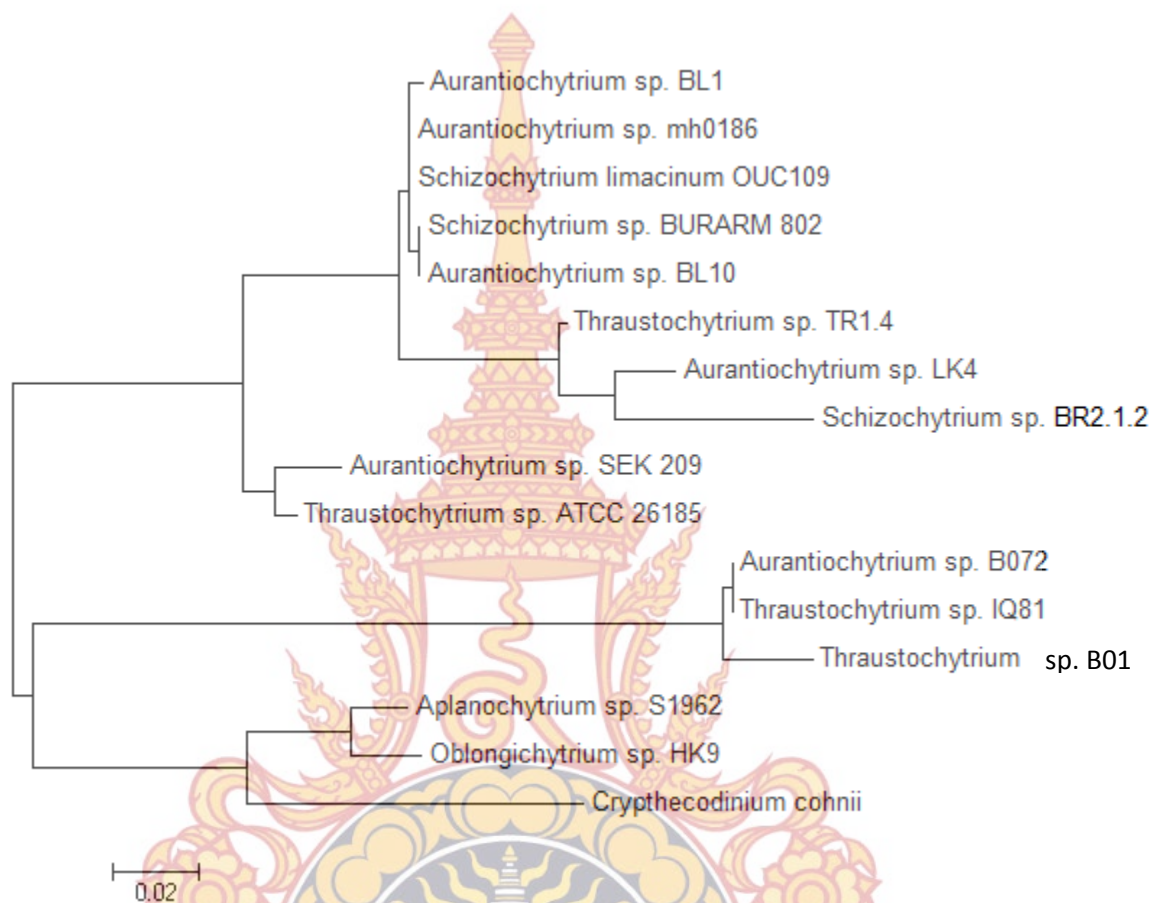 Aurantiochytrium sp. BL1
Aurantiochytrium sp. mh0186
Schizochytrium limacinum OUC109
Schizochytrium sp. BURARM 802
Aurantiochytrium sp. BL10
Thraustochytrium sp. TR1.4
Aurantiochytrium sp. LK4
Schizochytrium sp. BR2.1.2
Aurantiochytrium sp. SEK 209
Thraustochytrium sp. ATCC 26185
Aurantiochytrium sp. B072
Thraustochytrium sp. IQ81
Thraustochytrium sp. B01
Aplanochytrium sp. S1962
Oblongichytrium sp. HK9
Crypthecodinium cohnii
0.02